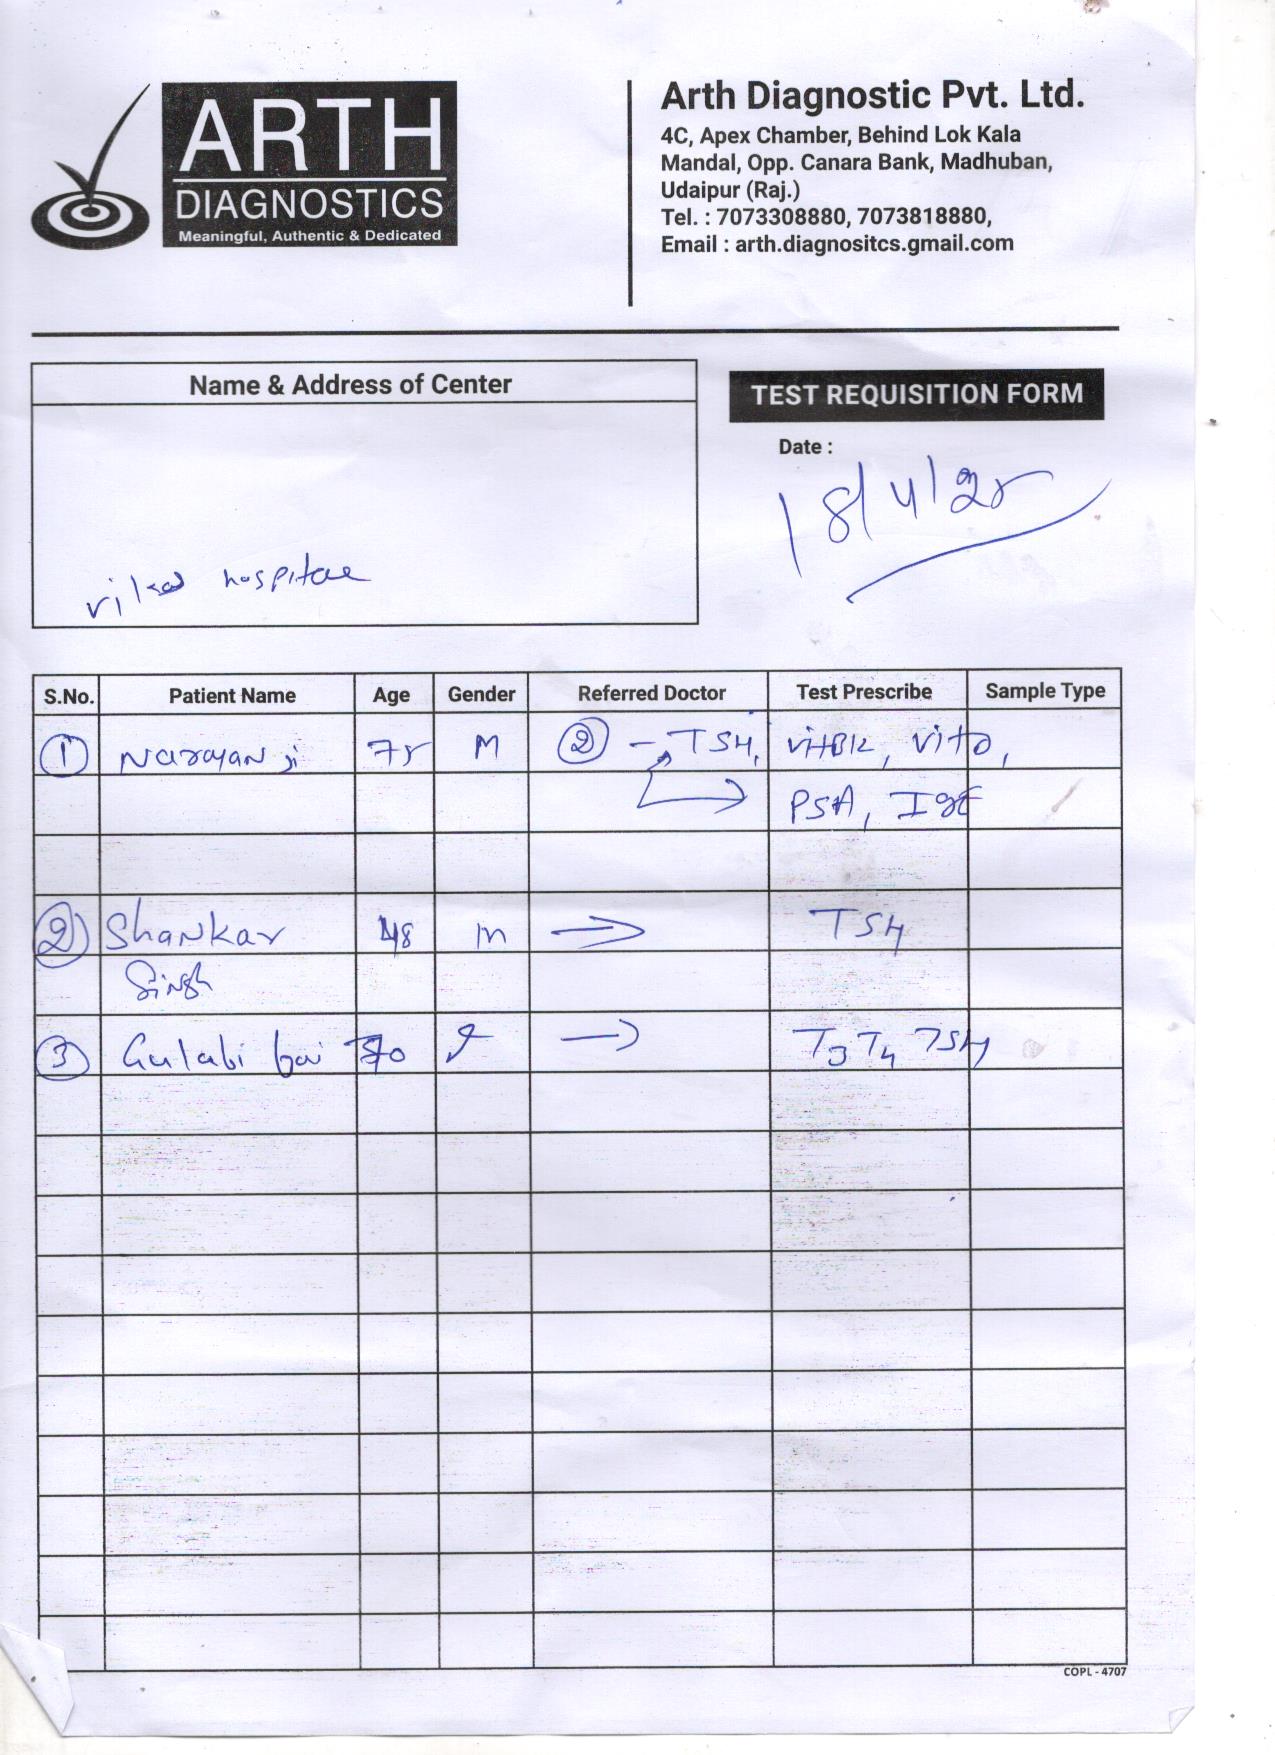 ARTH
DIAGNOSTICS
Meaningful, Authentic & Dedicated
Arth Diagnostic Pvt. Ltd.
4C, Apex Chamber, Behind Lok Kala
Mandal, Opp. Canara Bank, Madhuban,
Udaipur (Raj.)
Tel. : 7073308880, 7073818880,
Email : arth.diagnositcs.gmail.com
Name & Address of Center
hospital
TEST REQUISITION FORM
Date :
18/4/25
S.No. Patient Name Age Gender Referred Doctor Test Prescribe Sample Type
1 Narayan ji 75 M 2 - TSH, VitB12, VitD,
PSA, IgE
2 Shankar 48 M → TSH
Singh
3 Gulabi bai 70 F → T3 T4 TSH
COPL - 4707